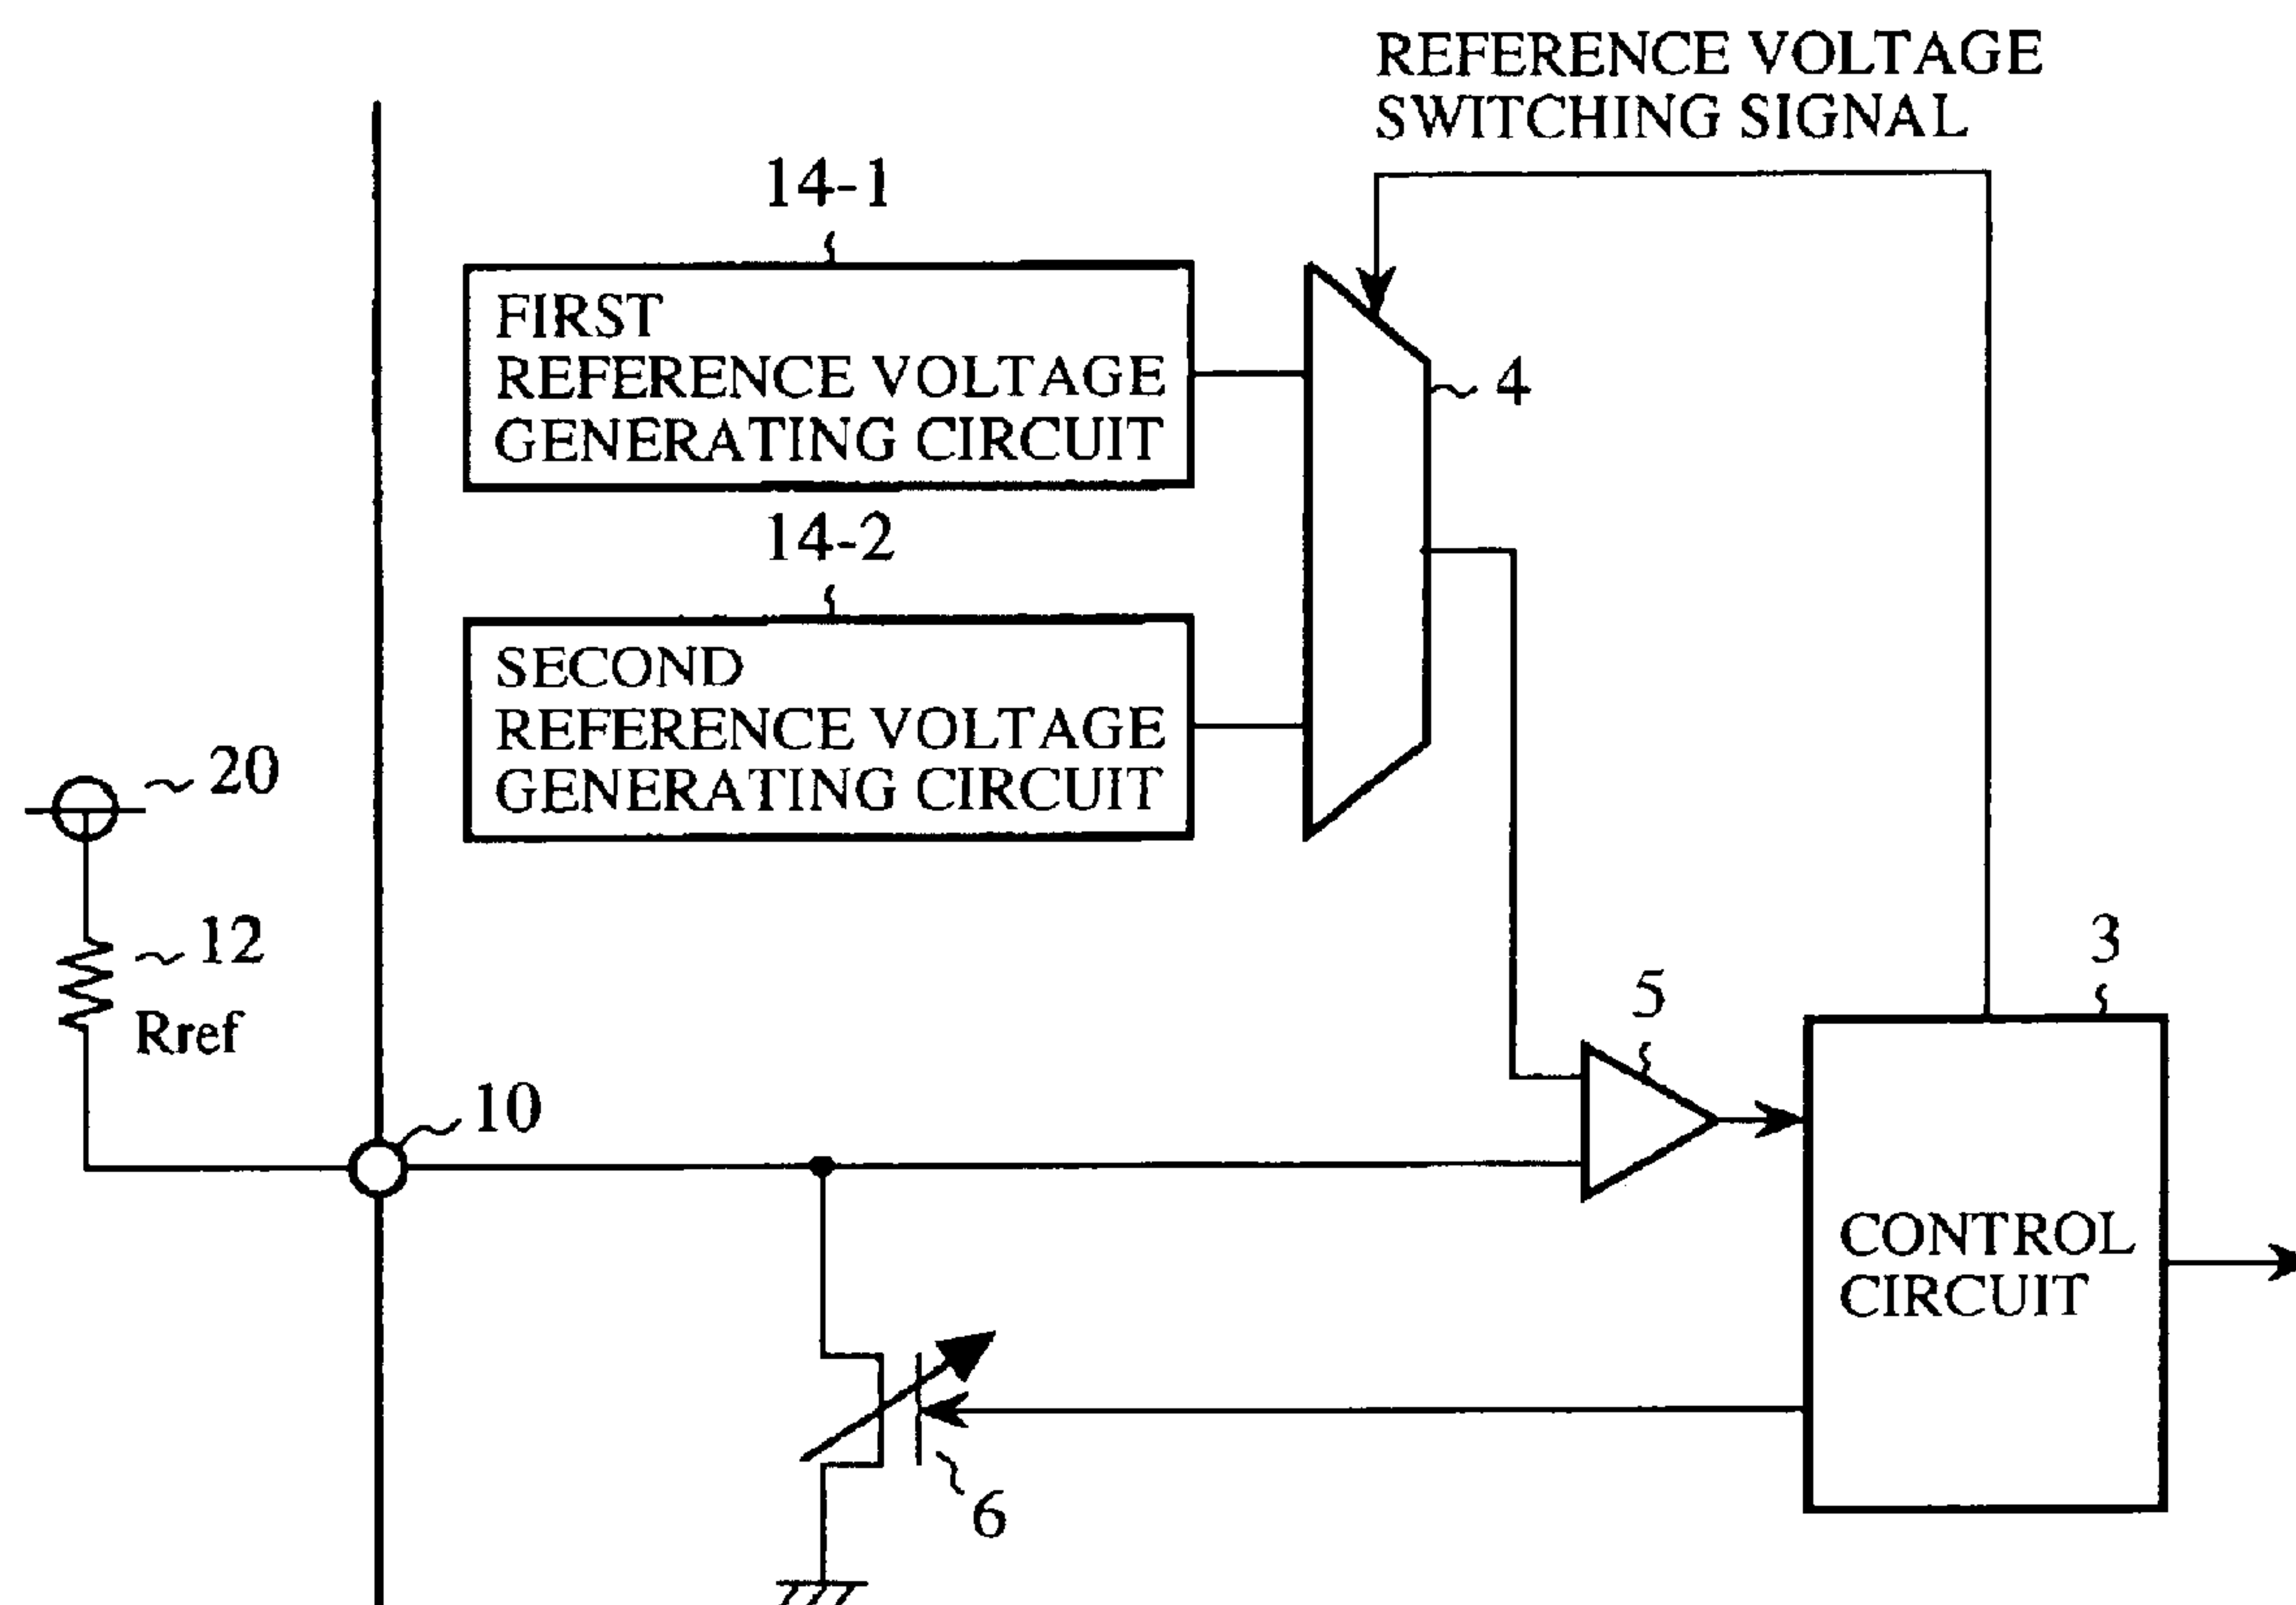 REFERENCE VOLTAGE
SWITCHING SIGNAL
14-1
FIRST
REFERENCE VOLTAGE
GENERATING CIRCUIT
4
14-2
SECOND
REFERENCE VOLTAGE
GENERATING CIRCUIT
20
12
Rref
3
5
10
CONTROL
CIRCUIT
6